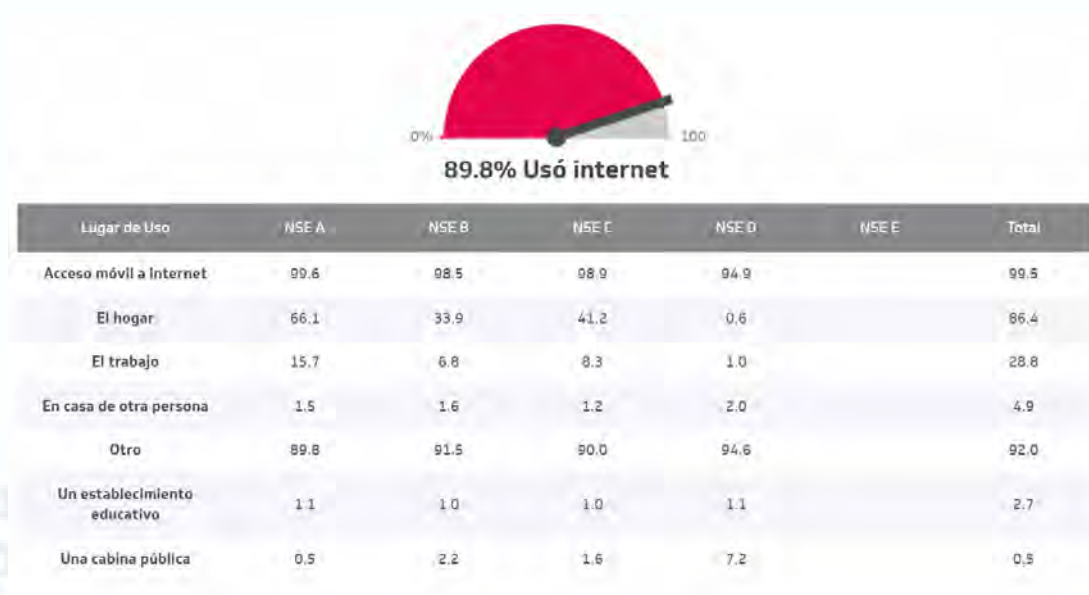 0%
100
89.8% Usó internet
Lugar de Uso NSE A NSE B NSE C NSE D NSE E Total
Acceso móvil a internet 99.6 98.5 98.9 94.9 99.5
El hogar 66.1 33.9 41.2 0.6 86.4
El trabajo 15.7 6.8 8.3 1.0 28.8
En casa de otra persona 1.5 1.6 1.2 2.0 4.9
Otro 89.8 91.5 90.0 94.6 92.0
Un establecimiento
educativo 1.1 1.0 1.0 1.1 2.7
Una cabina pública 0.5 2.2 1.6 7.2 0.5